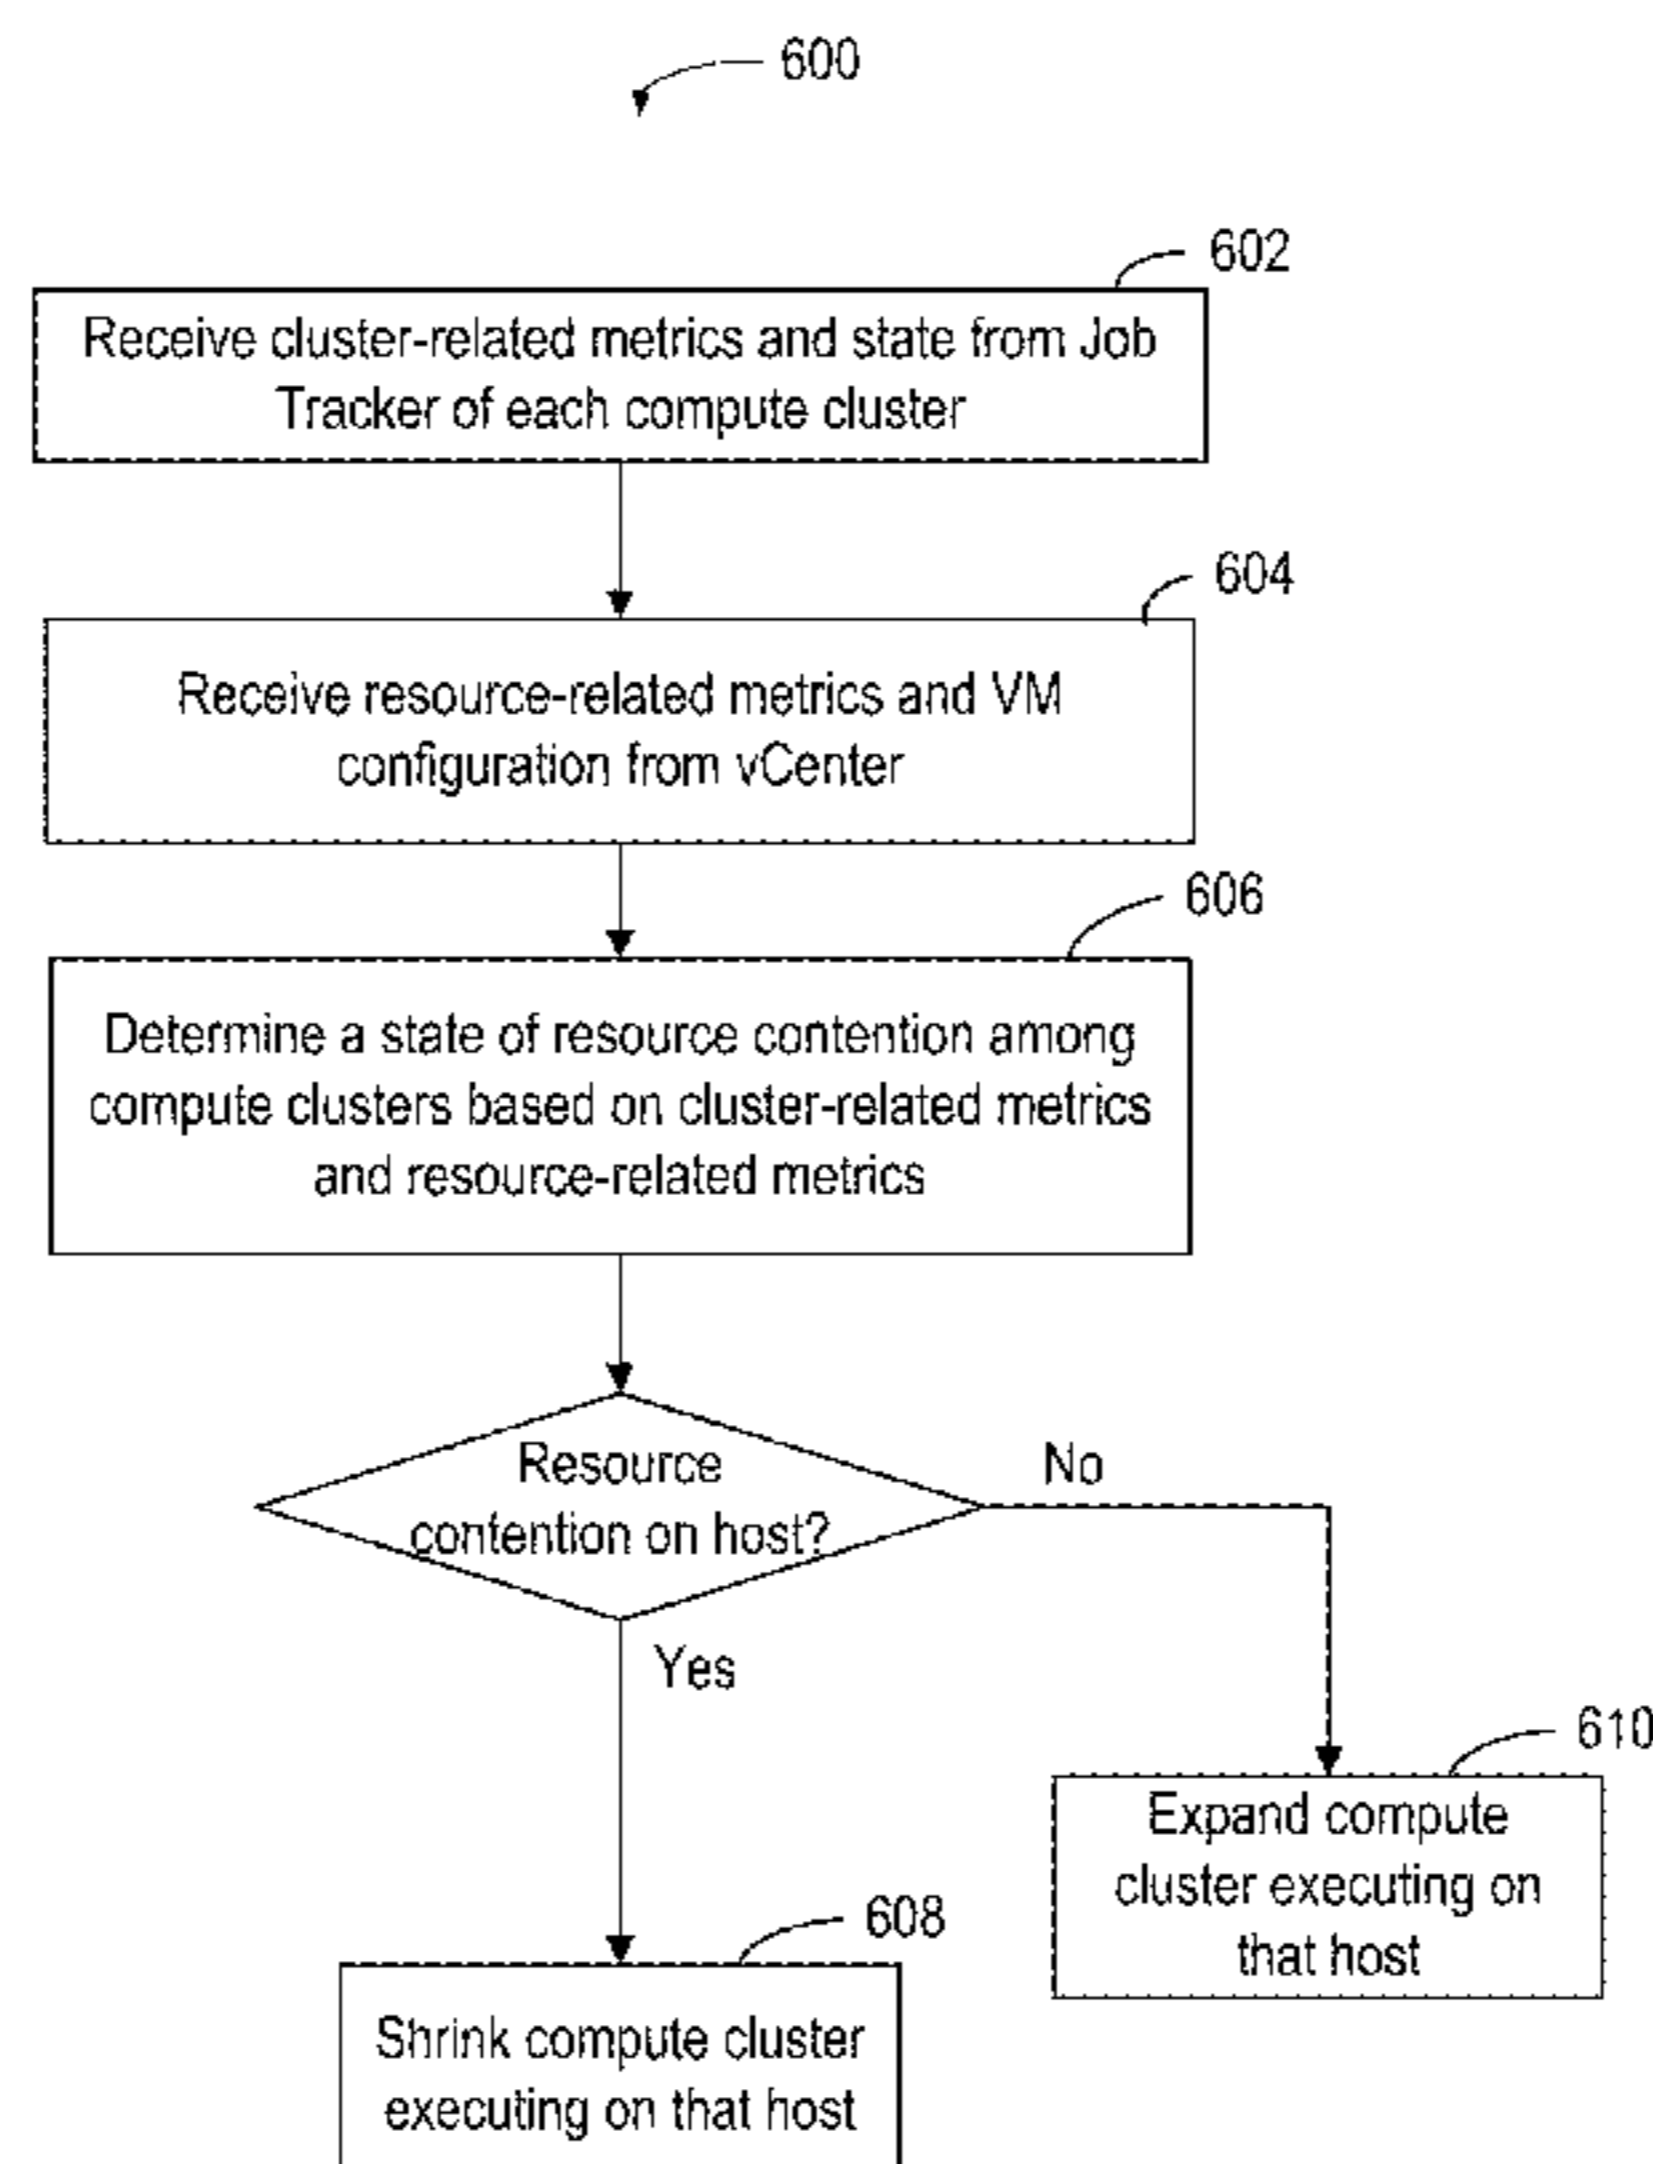 600
602
Receive cluster-related metrics and state from Job
Tracker of each compute cluster
604
Receive resource-related metrics and VM
configuration from vCenter
606
Determine a state of resource contention among
compute clusters based on cluster-related metrics
and resource-related metrics
Resource
contention on host?
No
Yes
610
Expand compute
cluster executing on
that host
608
Shrink compute cluster
executing on that host